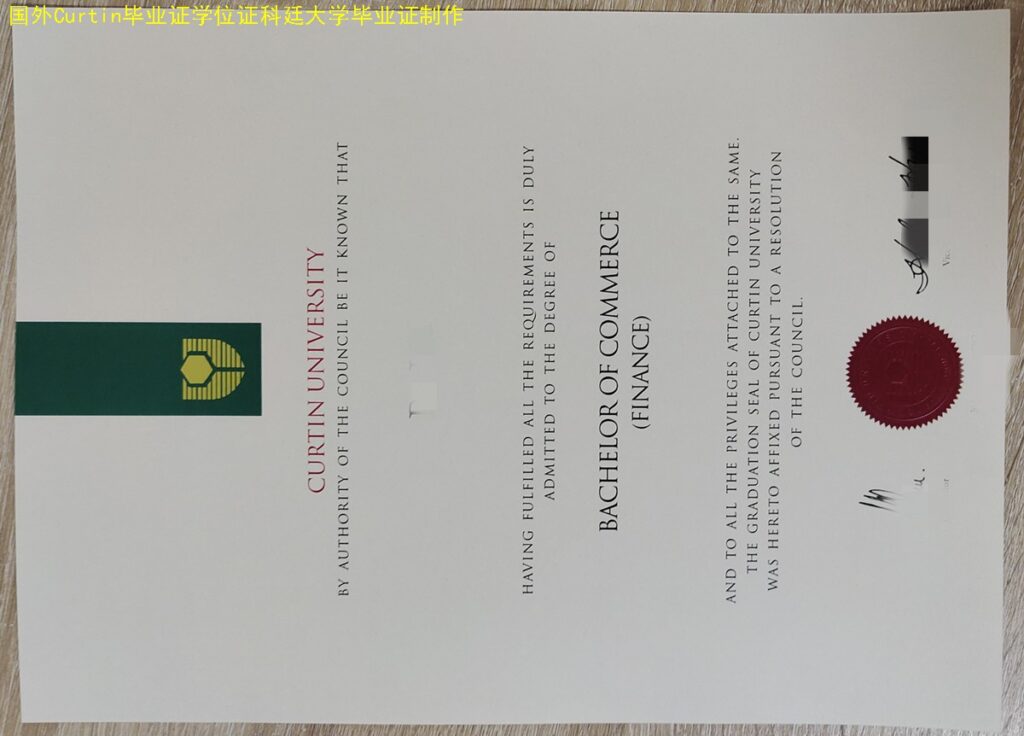 国外Curtin毕业证学位证科廷大学毕业证制作
CURTIN UNIVERSITY
BY AUTHORITY OF THE COUNCIL BE IT KNOWN THAT
HAVING FULFILLED ALL THE REQUIREMENTS IS DULY
ADMITTED TO THE DEGREE OF
BACHELOR OF COMMERCE
(FINANCE)
AND TO ALL THE PRIVILEGES ATTACHED TO THE SAME.
THE GRADUATION SEAL OF CURTIN UNIVERSITY
WAS HERETO AFFIXED PURSUANT TO A RESOLUTION
OF THE COUNCIL.